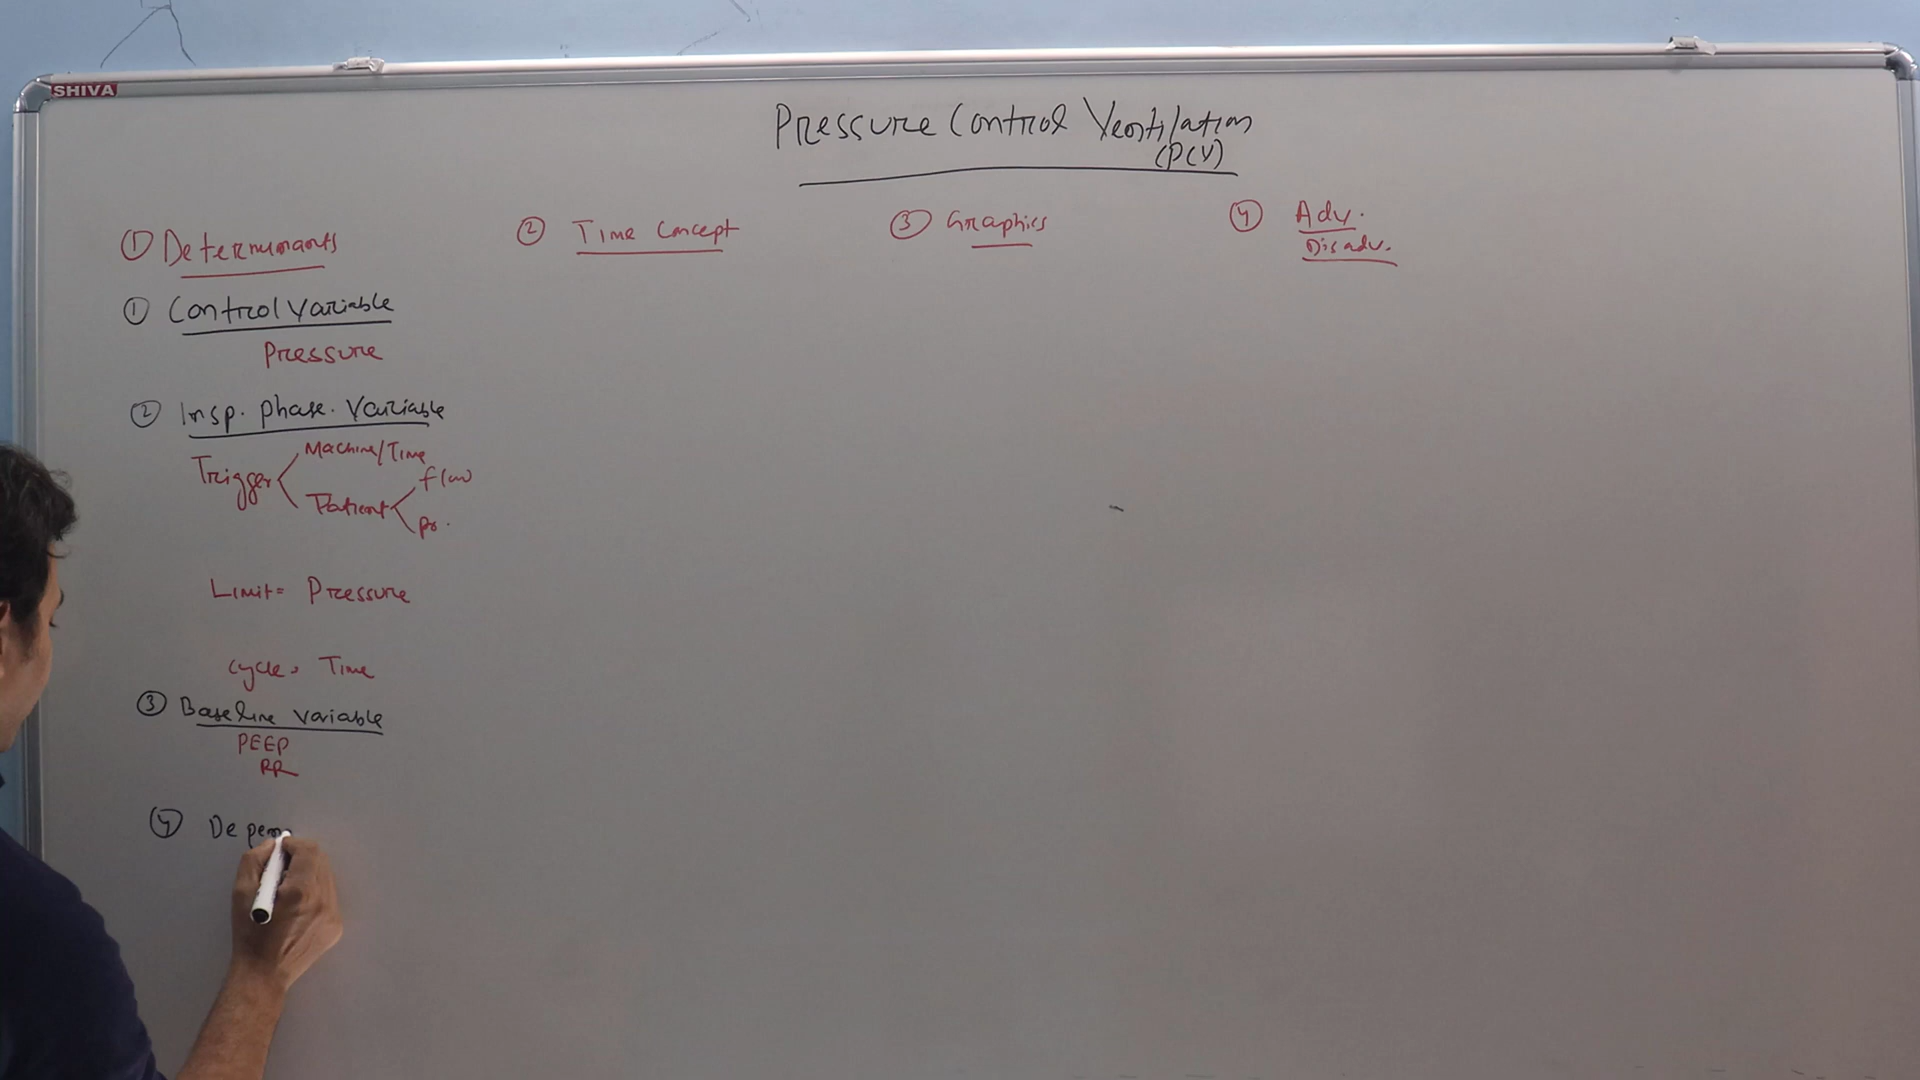 SHIVA
Pressure Control Ventilation
(PCV)
① Determinants
② Time Concept
③ Graphics
④ Adv.
Disadv.
① Control Variable
Pressure
② Insp. phase. Variable
Trigger
Machine/Time
Patient
flow
pr.
Limit= Pressure
Cycle= Time
③ Baseline variable
PEEP
RR
④ Depen